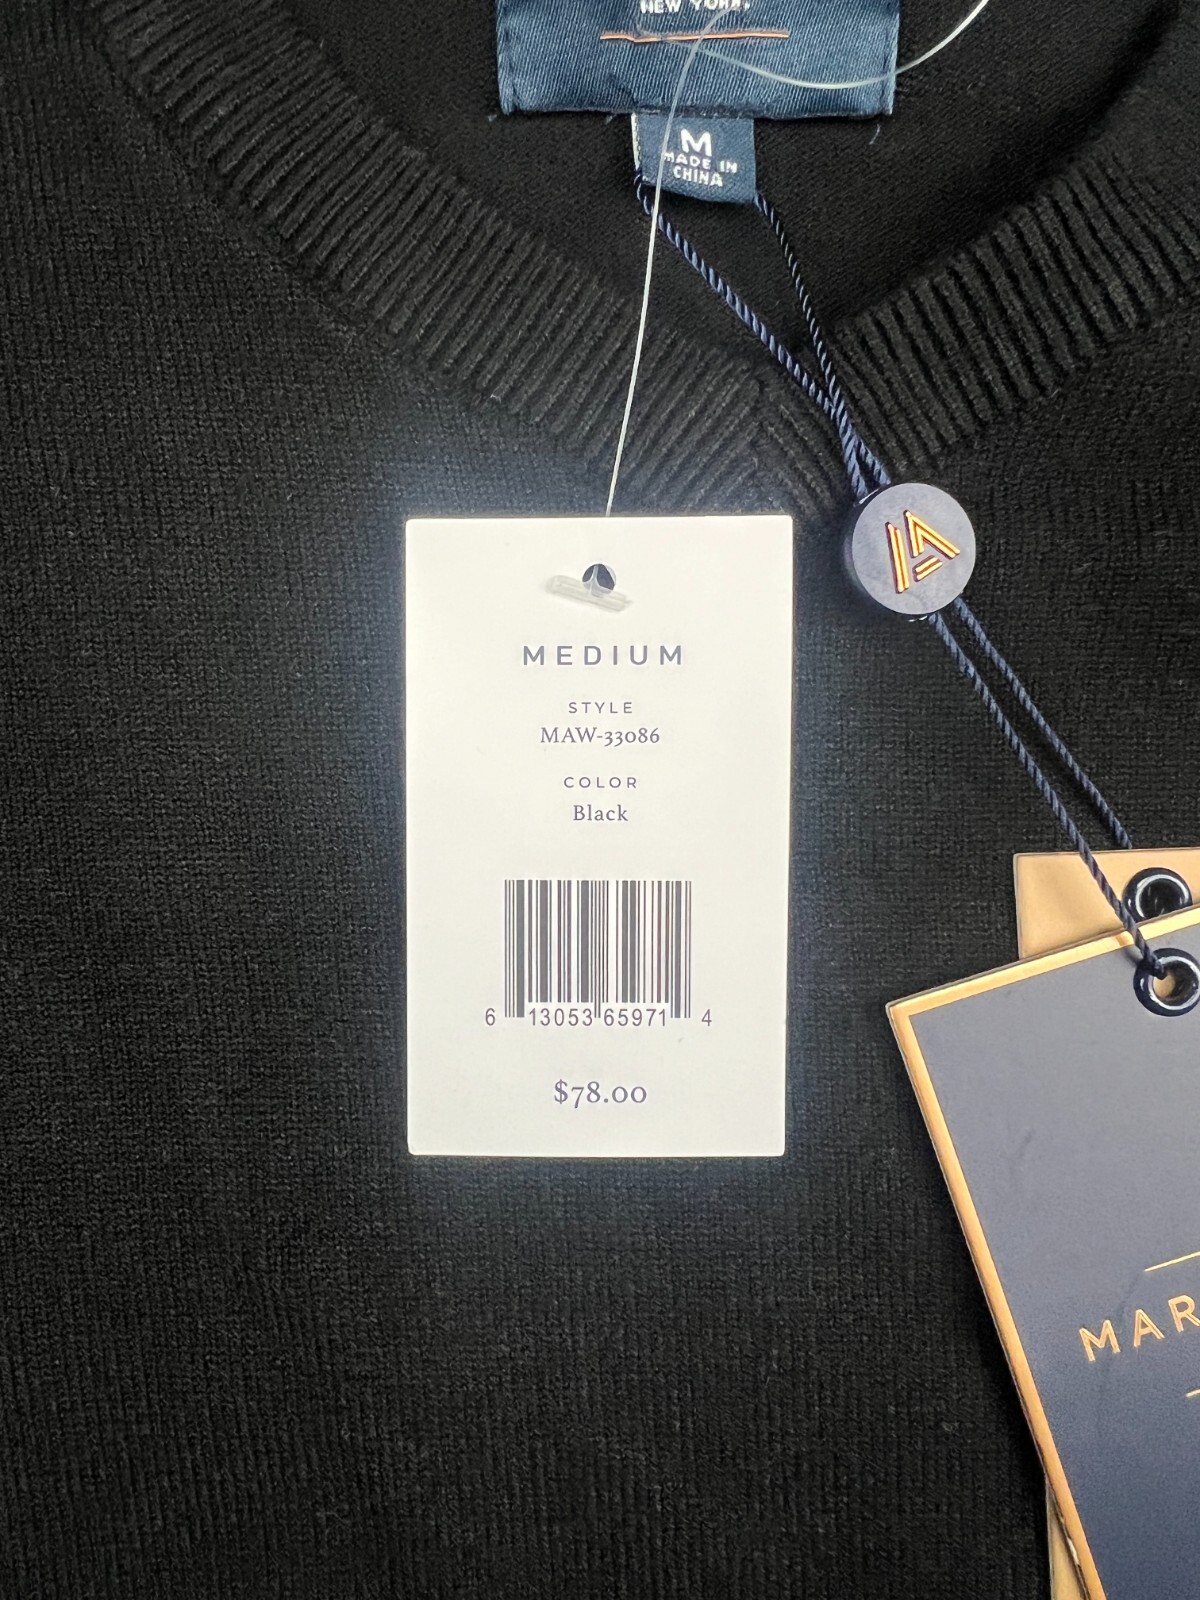 NEW YORK.
M
MADE IN
CHINA
MEDIUM
STYLE
MAW-33086
COLOR
Black
6 13053 65971 4
$78.00
MAR